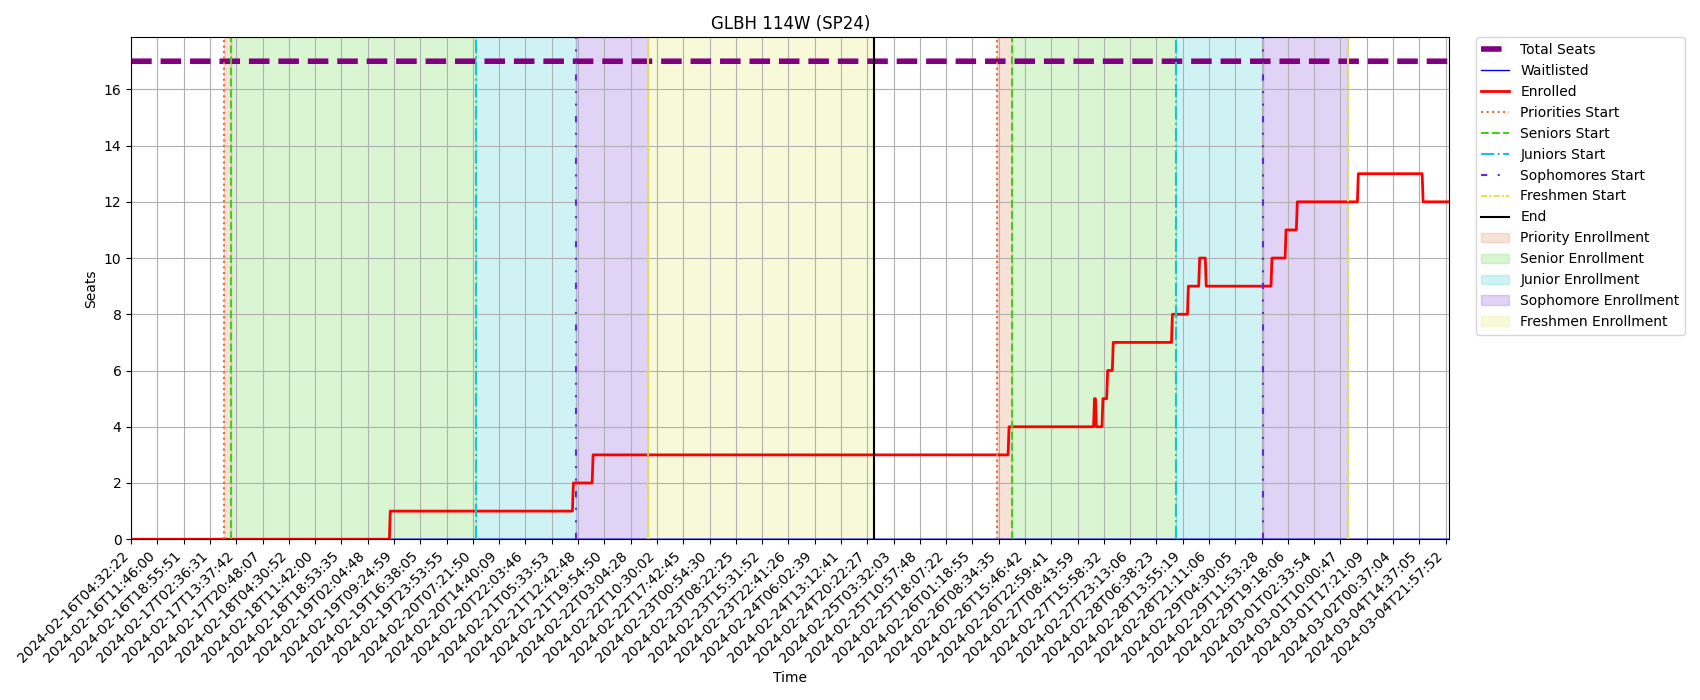 GLBH 114W (SP24)
Total Seats
Waitlisted
Enrolled
Priorities Start
Seniors Start
Juniors Start
Sophomores Start
Freshmen Start
End
Priority Enrollment
Senior Enrollment
Junior Enrollment
Sophomore Enrollment
Freshmen Enrollment
Seats
16
14
12
10
8
6
4
2
0
2024-02-16T04:32:22
2024-02-16T11:46:00
2024-02-16T18:55:51
2024-02-17T02:36:31
2024-02-17T13:37:42
2024-02-17T20:48:07
2024-02-18T04:30:52
2024-02-18T11:42:00
2024-02-18T18:53:35
2024-02-19T02:04:48
2024-02-19T09:24:59
2024-02-19T16:38:05
2024-02-19T23:53:55
2024-02-20T07:21:50
2024-02-20T14:40:09
2024-02-20T22:03:46
2024-02-21T05:33:53
2024-02-21T12:42:48
2024-02-21T19:54:50
2024-02-22T03:04:28
2024-02-22T10:30:02
2024-02-22T17:42:45
2024-02-23T00:54:30
2024-02-23T08:22:25
2024-02-23T15:31:52
2024-02-23T22:41:26
2024-02-24T06:02:39
2024-02-24T13:12:41
2024-02-24T20:22:27
2024-02-25T03:32:03
2024-02-25T10:57:48
2024-02-25T18:07:22
2024-02-26T01:18:55
2024-02-26T08:34:35
2024-02-26T15:46:42
2024-02-26T22:59:41
2024-02-27T08:43:59
2024-02-27T15:58:32
2024-02-27T23:13:06
2024-02-28T06:38:23
2024-02-28T13:55:19
2024-02-28T21:11:06
2024-02-29T04:30:05
2024-02-29T11:53:28
2024-02-29T19:18:06
2024-03-01T02:33:54
2024-03-01T10:00:47
2024-03-01T17:21:09
2024-03-02T00:37:04
2024-03-04T14:37:05
2024-03-04T21:57:52
Time